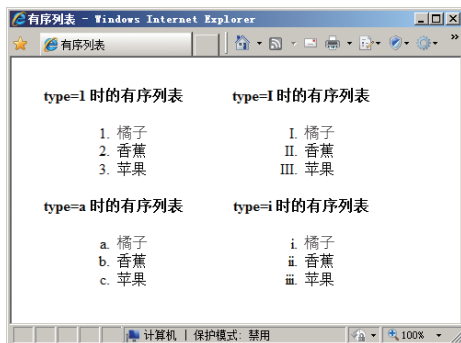 有序列表 - Windows Internet Explorer
有序列表
type=1 时的有序列表 type=I 时的有序列表
1. 橘子 I. 橘子
2. 香蕉 II. 香蕉
3. 苹果 III. 苹果
type=a 时的有序列表 type=i 时的有序列表
a. 橘子 i. 橘子
b. 香蕉 ii. 香蕉
c. 苹果 iii. 苹果
计算机 | 保护模式: 禁用 100%